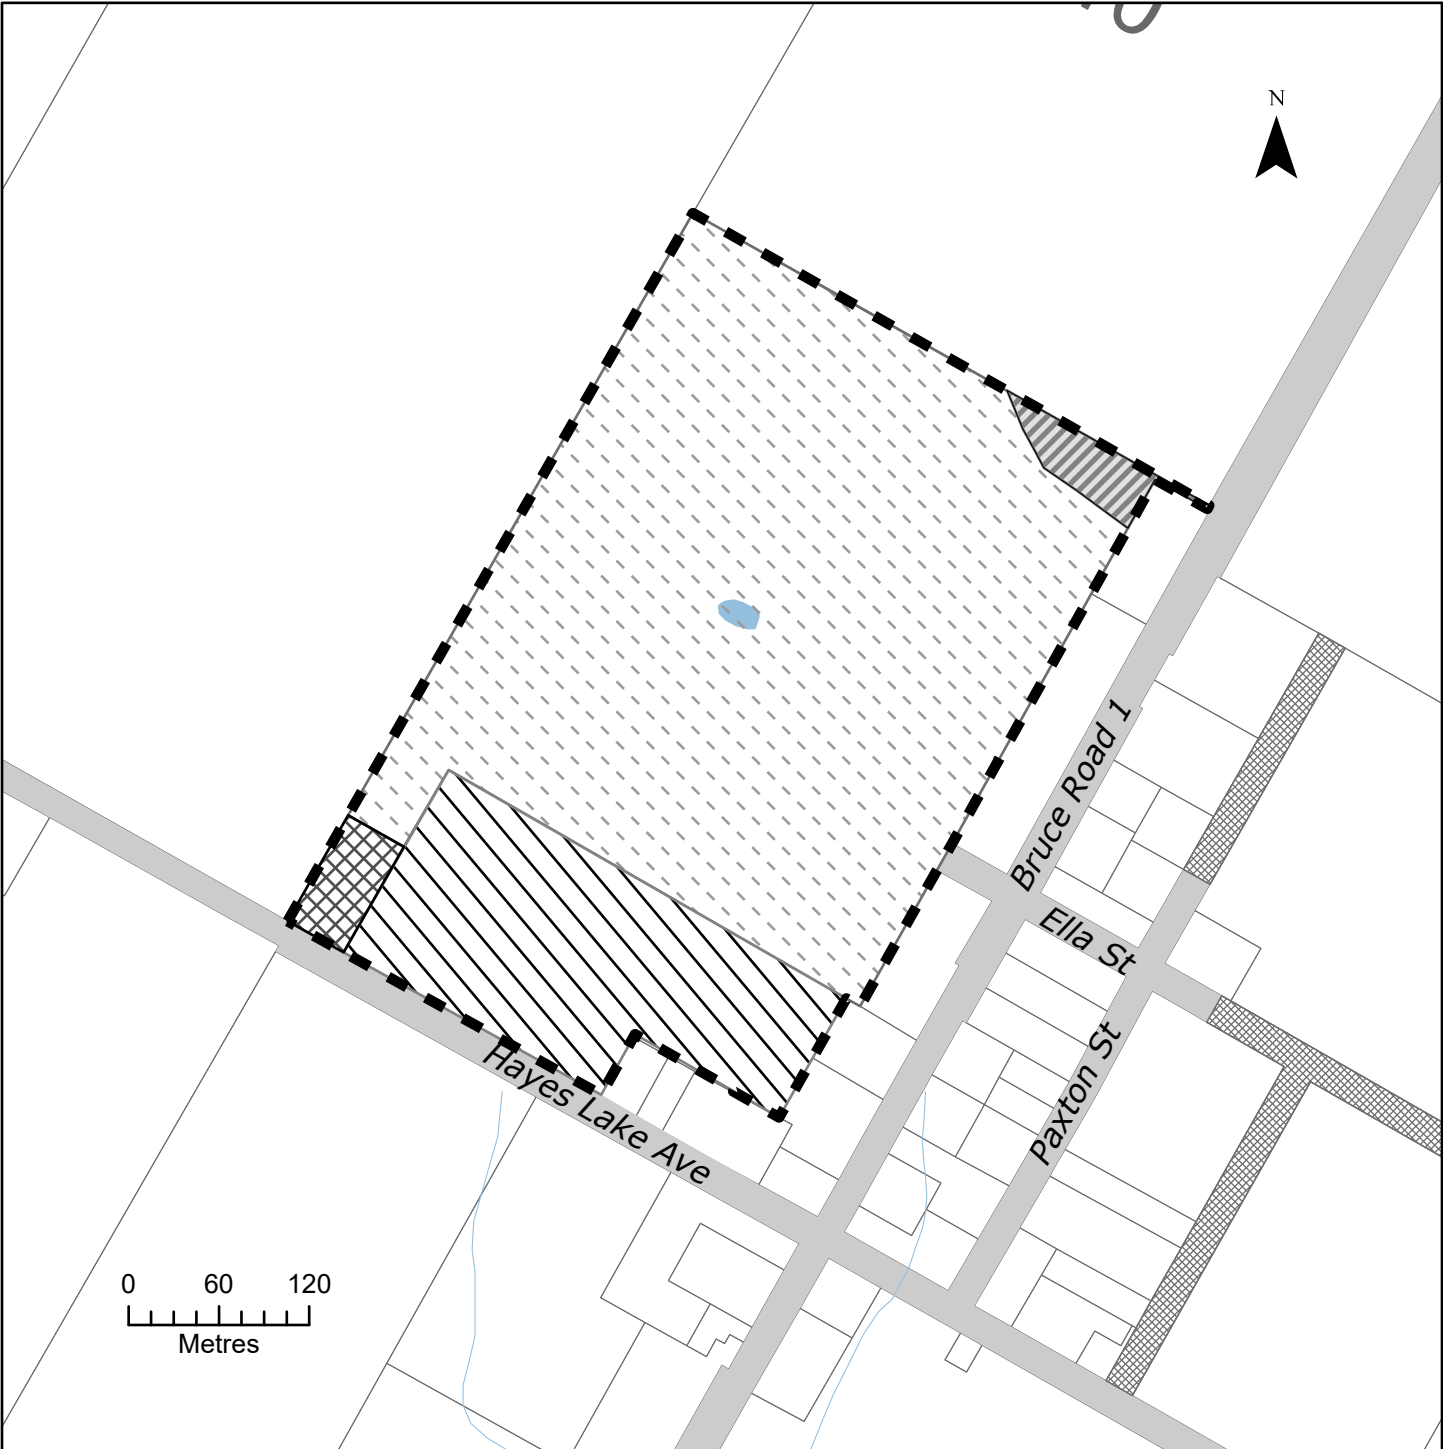 N
Bruce Road 1
Ella St
Paxton St
Hayes Lake Ave
0 60 120
Metres